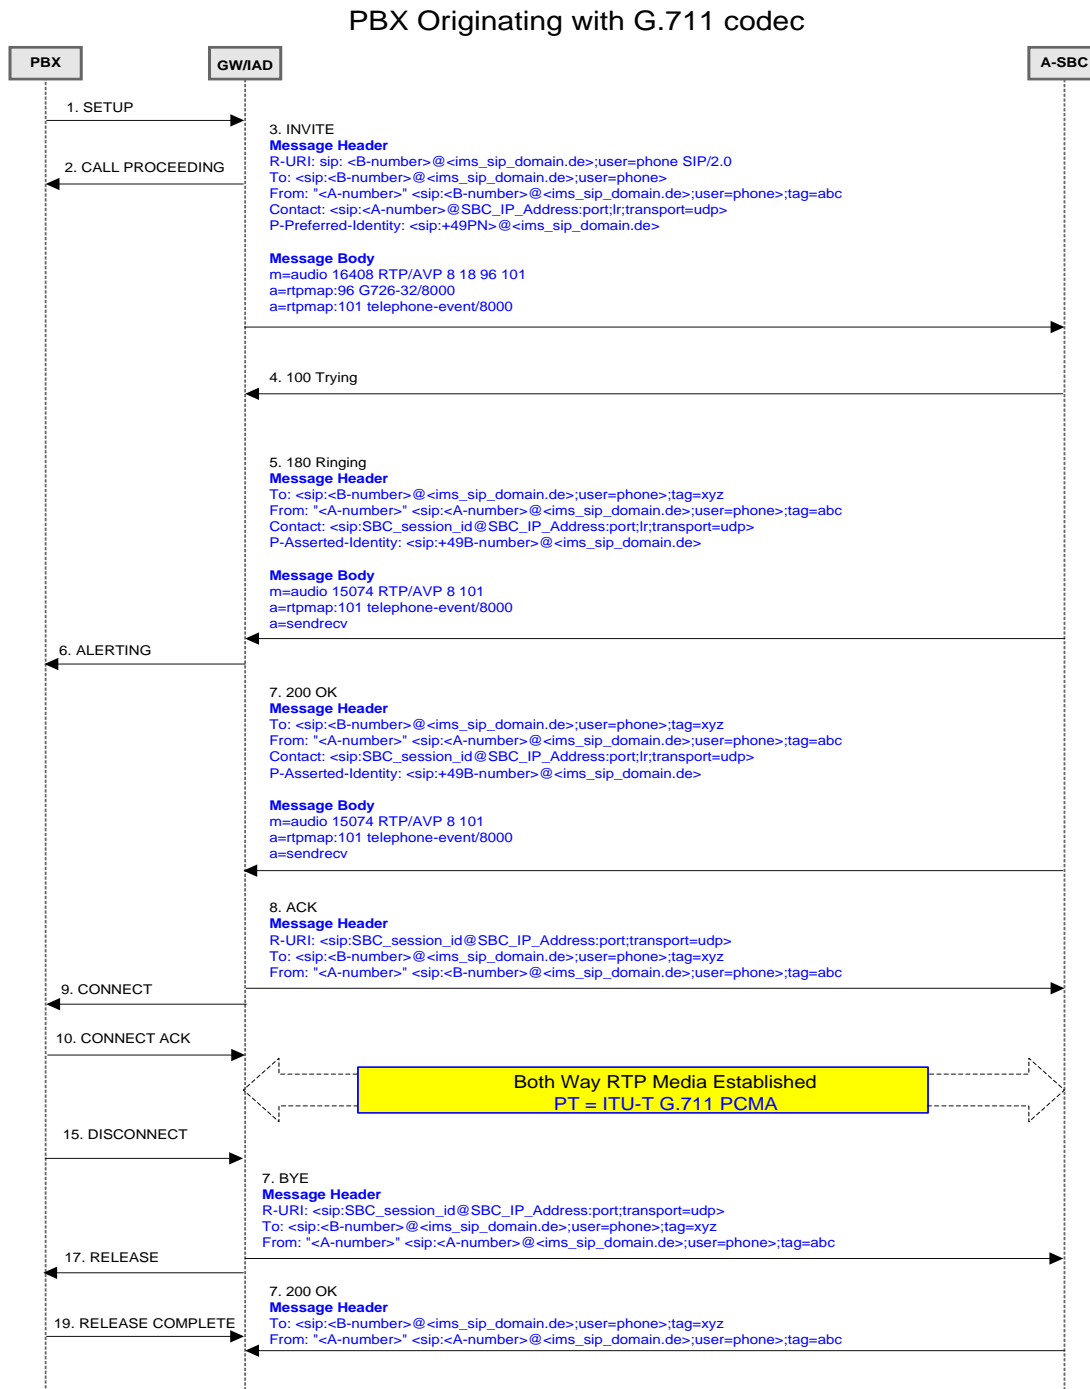 PBX Originating with G.711 codec
PBX
GW/IAD
A-SBC
1. SETUP
3. INVITE
Message Header
R-URI: sip: <B-number>@<ims_sip_domain.de>;user=phone SIP/2.0
2. CALL PROCEEDING
To: <sip:<B-number>@<ims_sip_domain.de>;user=phone>
From: "<A-number>" <sip:<B-number>@<ims_sip_domain.de>;user=phone>;tag=abc
Contact: <sip:<A-number>@SBC_IP_Address:port;lr;transport=udp>
P-Preferred-Identity: <sip:+49PN>@<ims_sip_domain.de>
Message Body
m=audio 16408 RTP/AVP 8 18 96 101
a=rtpmap:96 G726-32/8000
a=rtpmap:101 telephone-event/8000
4. 100 Trying
5. 180 Ringing
Message Header
To: <sip:<B-number>@<ims_sip_domain.de>;user=phone>;tag=xyz
From: "<A-number>" <sip:<A-number>@<ims_sip_domain.de>;user=phone>;tag=abc
Contact: <sip:SBC_session_id@SBC_IP_Address:port;lr;transport=udp>
P-Asserted-Identity: <sip:+49B-number>@<ims_sip_domain.de>
Message Body
m=audio 15074 RTP/AVP 8 101
a=rtpmap:101 telephone-event/8000
a=sendrecv
6. ALERTING
7. 200 OK
Message Header
To: <sip:<B-number>@<ims_sip_domain.de>;user=phone>;tag=xyz
From: "<A-number>" <sip:<A-number>@<ims_sip_domain.de>;user=phone>;tag=abc
Contact: <sip:SBC_session_id@SBC_IP_Address:port;lr;transport=udp>
P-Asserted-Identity: <sip:+49B-number>@<ims_sip_domain.de>
Message Body
m=audio 15074 RTP/AVP 8 101
a=rtpmap:101 telephone-event/8000
a=sendrecv
8. ACK
Message Header
R-URI: <sip:SBC_session_id@SBC_IP_Address:port;transport=udp>
To: <sip:<B-number>@<ims_sip_domain.de>;user=phone>;tag=xyz
From: "<A-number>" <sip:<B-number>@<ims_sip_domain.de>;user=phone>;tag=abc
9. CONNECT
10. CONNECT ACK
Both Way RTP Media Established
PT = ITU-T G.711 PCMA
15. DISCONNECT
7. BYE
Message Header
R-URI: <sip:SBC_session_id@SBC_IP_Address:port;transport=udp>
To: <sip:<B-number>@<ims_sip_domain.de>;user=phone>;tag=xyz
From: "<A-number>" <sip:<A-number>@<ims_sip_domain.de>;user=phone>;tag=abc
17. RELEASE
7. 200 OK
Message Header
19. RELEASE COMPLETE
To: <sip:<B-number>@<ims_sip_domain.de>;user=phone>;tag=xyz
From: "<A-number>" <sip:<A-number>@<ims_sip_domain.de>;user=phone>;tag=abc